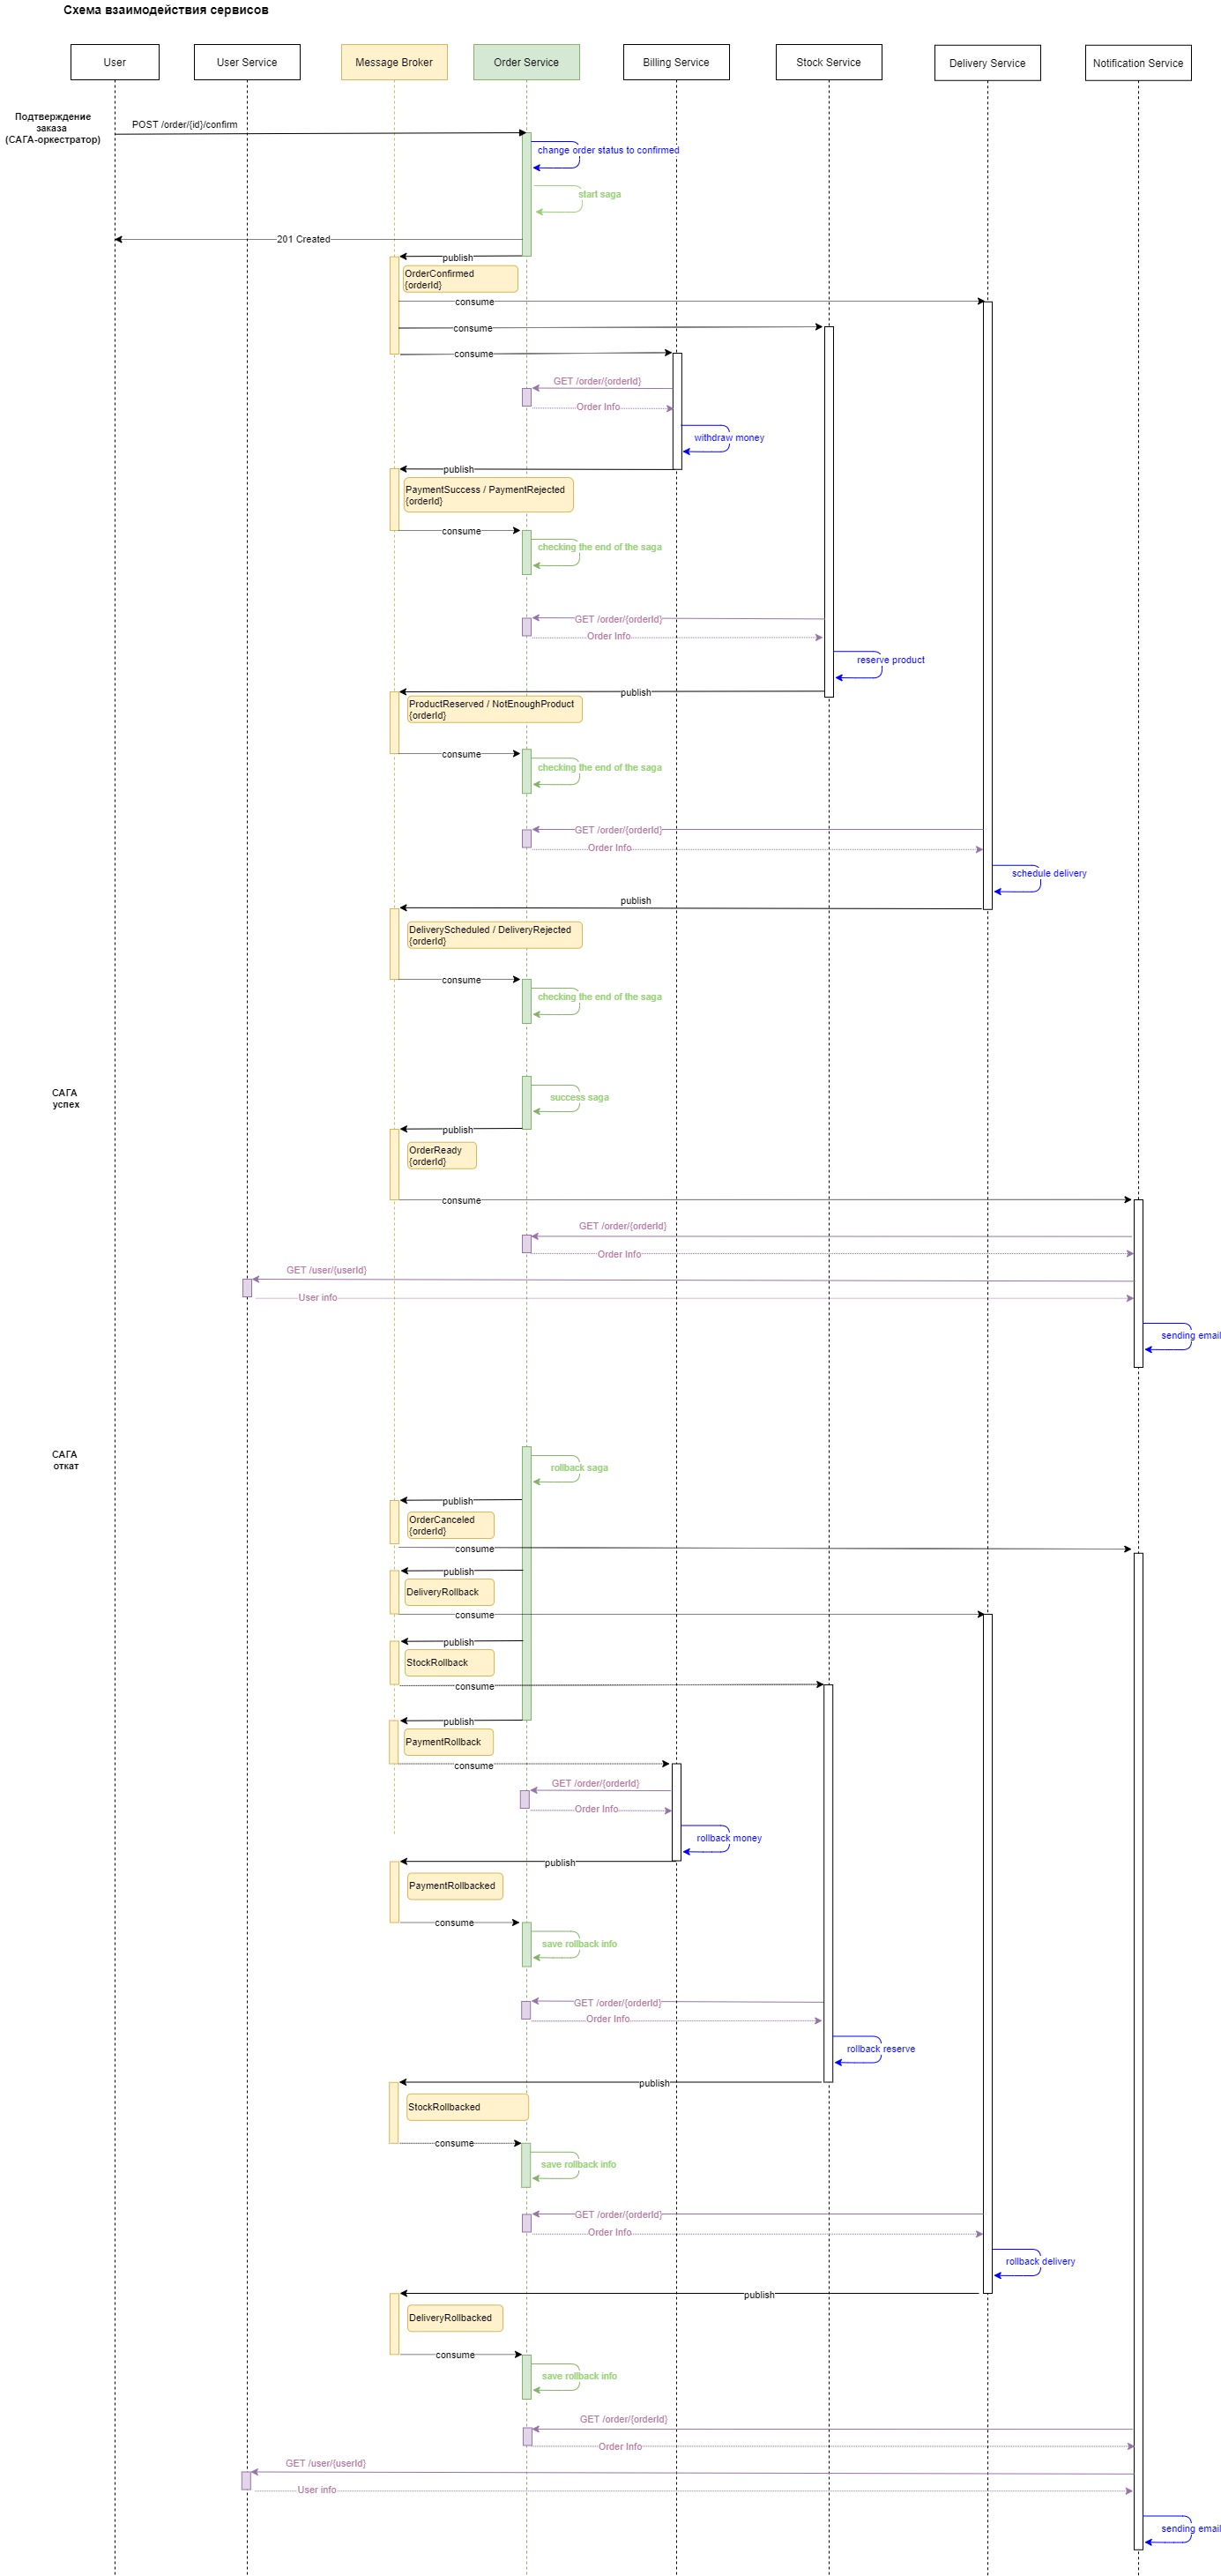 Схема взаимодействия сервисов
User
User Service
Message Broker
Order Service
Billing Service
Stock Service
Delivery Service
Notification Service
Подтверждение
заказа
(САГА-оркестратор)
POST /order/{id}/confirm
change order status to confirmed
start saga
201 Created
publish
OrderConfirmed
{orderId}
consume
consume
consume
GET /order/{orderId}
Order Info
withdraw money
publish
PaymentSuccess / PaymentRejected
{orderId}
consume
checking the end of the saga
GET /order/{orderId}
Order Info
reserve product
publish
ProductReserved / NotEnoughProduct
{orderId}
consume
checking the end of the saga
GET /order/{orderId}
Order Info
schedule delivery
publish
DeliveryScheduled / DeliveryRejected
{orderId}
consume
checking the end of the saga
САГА
успех
success saga
publish
OrderReady
{orderId}
consume
GET /order/{orderId}
Order Info
GET /user/{userId}
User info
sending email
САГА
откат
rollback saga
publish
OrderCanceled
{orderId}
consume
publish
DeliveryRollback
consume
publish
StockRollback
consume
publish
PaymentRollback
consume
GET /order/{orderId}
Order Info
rollback money
publish
PaymentRollbacked
consume
save rollback info
GET /order/{orderId}
Order Info
rollback reserve
publish
StockRollbacked
consume
save rollback info
GET /order/{orderId}
Order Info
rollback delivery
publish
DeliveryRollbacked
consume
save rollback info
GET /order/{orderId}
Order Info
GET /user/{userId}
User info
sending email